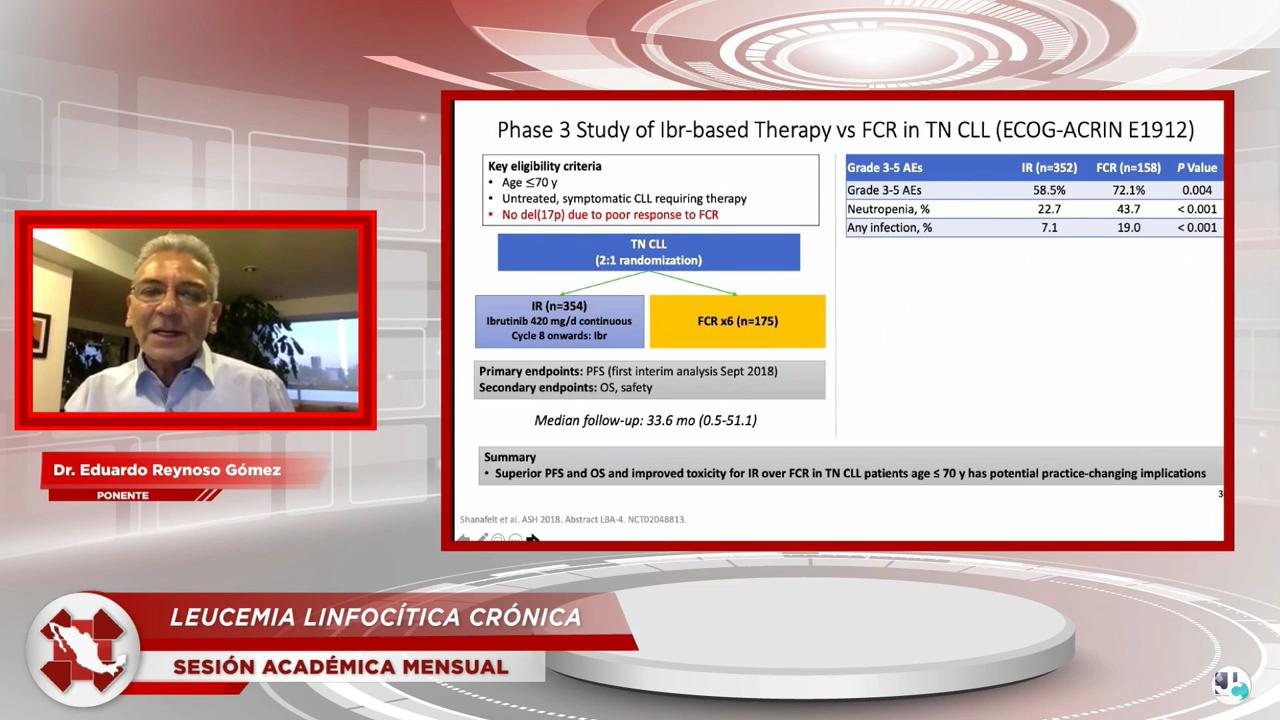 Phase 3 Study of Ibr-based Therapy vs FCR in TN CLL (ECOG-ACRIN E1912)
Key eligibility criteria
• Age ≤70 y
• Untreated, symptomatic CLL requiring therapy
• No del(17p) due to poor response to FCR
TN CLL
(2:1 randomization)
IR (n=354)
Ibrutinib 420 mg/d continuous
Cycle 8 onwards: Ibr
FCR x6 (n=175)
Primary endpoints: PFS (first interim analysis Sept 2018)
Secondary endpoints: OS, safety
Median follow-up: 33.6 mo (0.5-51.1)
Grade 3-5 AEs IR (n=352) FCR (n=158) P Value
Grade 3-5 AEs 58.5% 72.1% 0.004
Neutropenia, % 22.7 43.7 < 0.001
Any infection, % 7.1 19.0 < 0.001
Summary
• Superior PFS and OS and improved toxicity for IR over FCR in TN CLL patients age ≤ 70 y has potential practice-changing implications
Shanafelt et al. ASH 2018. Abstract LBA-4. NCT02048813.
Dr. Eduardo Reynoso Gómez
PONENTE
LEUCEMIA LINFOCÍTICA CRÓNICA
SESIÓN ACADÉMICA MENSUAL